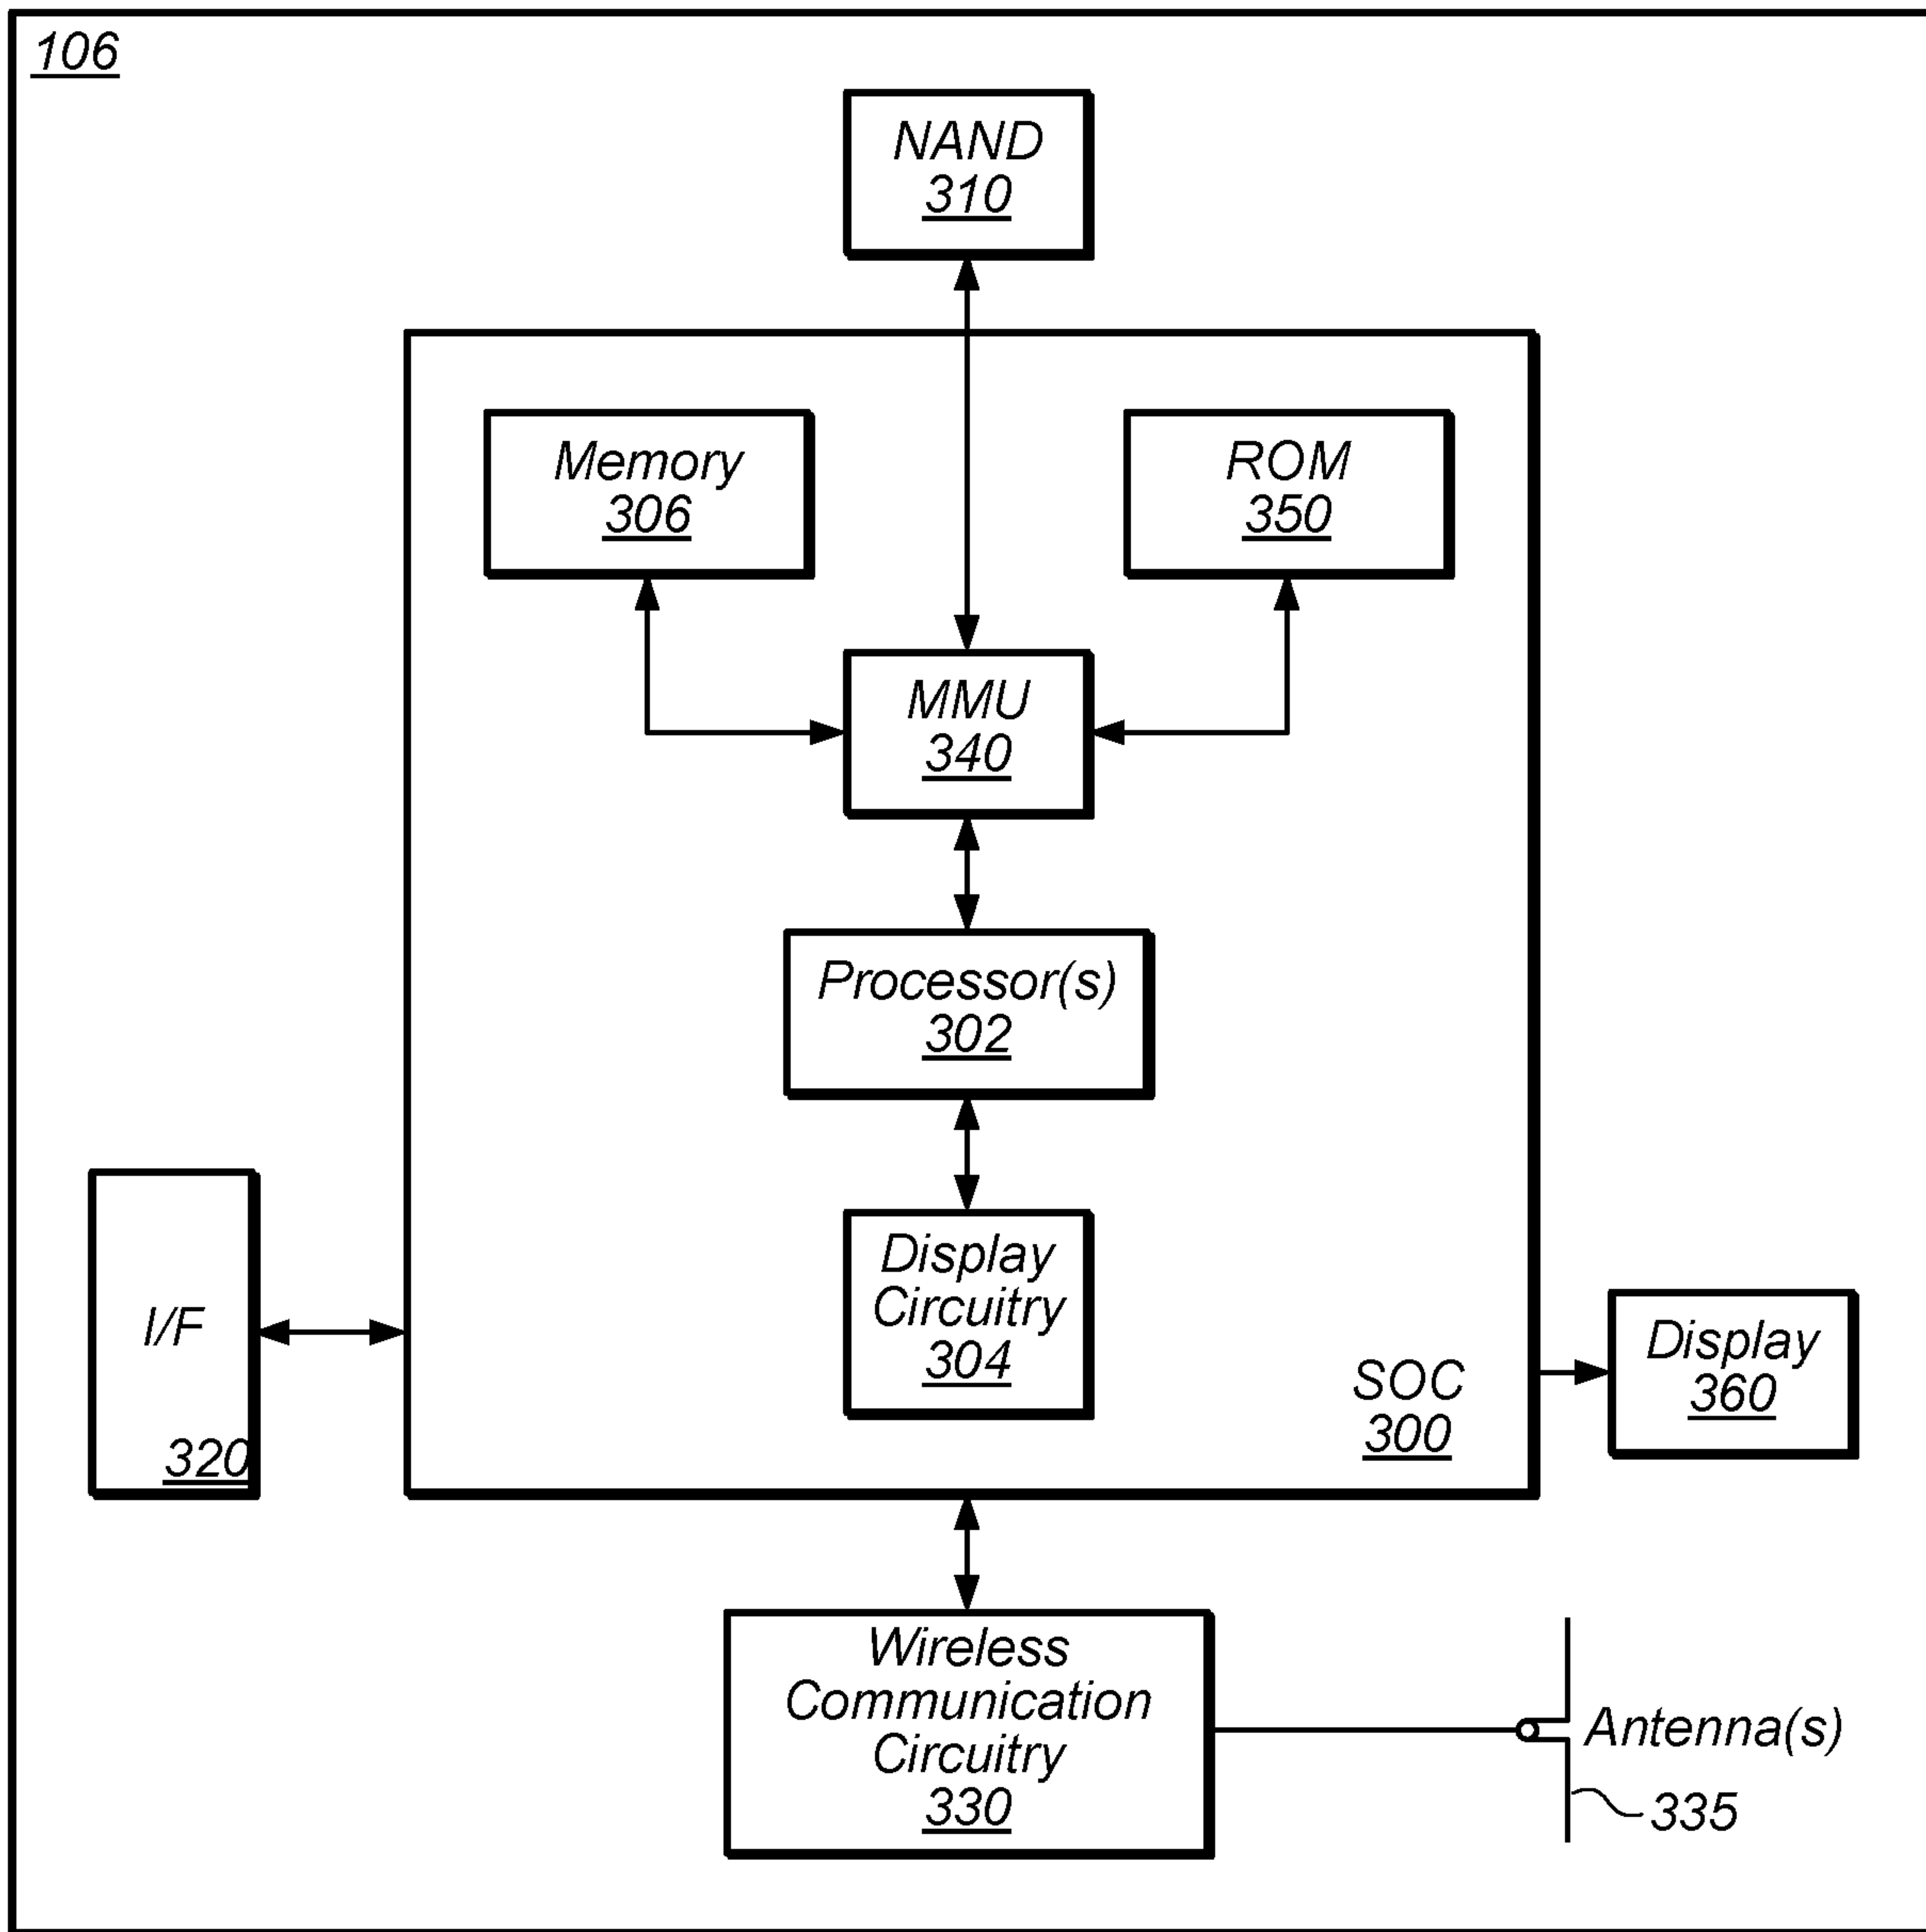 106
NAND
310
Memory
306
ROM
350
MMU
340
Processor(s)
302
Display
Circuitry
304
I/F
320
SOC
300
Display
360
Wireless
Communication
Circuitry
330
Antenna(s)
335